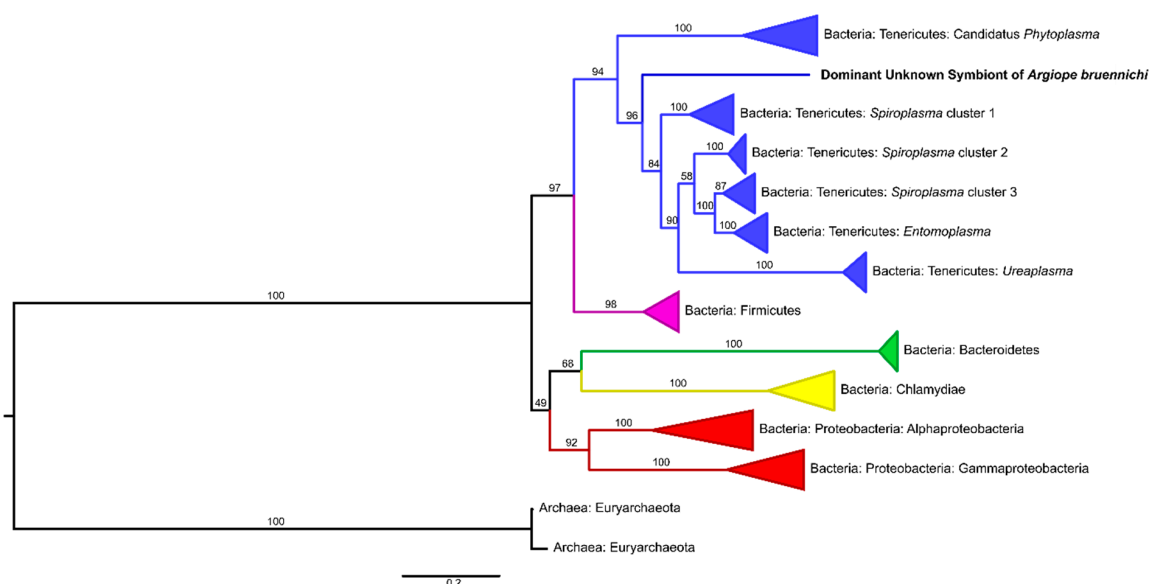 100
Bacteria: Tenericutes: Candidatus Phytoplasma
94
Dominant Unknown Symbiont of Argiope bruennichi
96
100
Bacteria: Tenericutes: Spiroplasma cluster 1
84
100
Bacteria: Tenericutes: Spiroplasma cluster 2
58
87
Bacteria: Tenericutes: Spiroplasma cluster 3
97
100
90
100
Bacteria: Tenericutes: Entomoplasma
100
Bacteria: Tenericutes: Ureaplasma
100
98
Bacteria: Firmicutes
100
Bacteria: Bacteroidetes
68
100
Bacteria: Chlamydiae
49
100
Bacteria: Proteobacteria: Alphaproteobacteria
92
100
Bacteria: Proteobacteria: Gammaproteobacteria
Archaea: Euryarchaeota
100
Archaea: Euryarchaeota
0.2